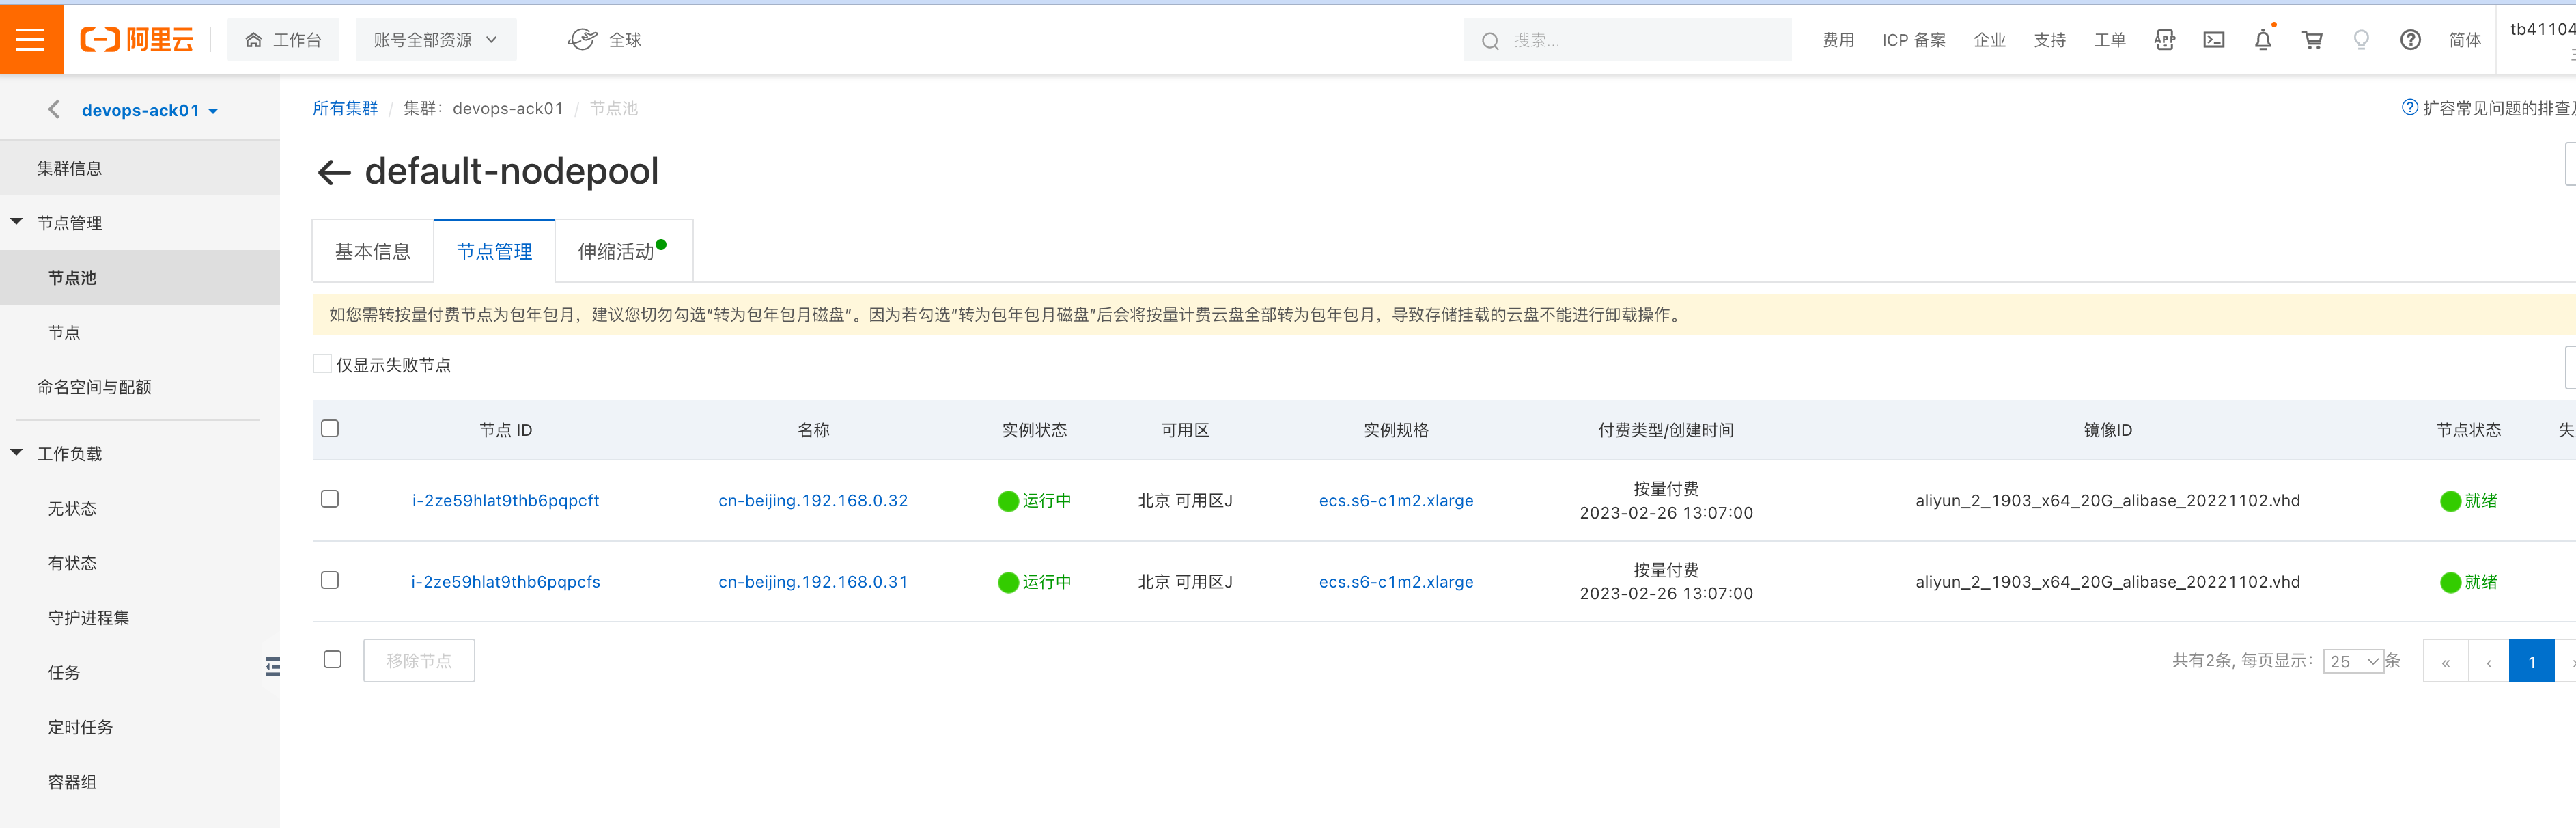 阿里云
工作台
账号全部资源
全球
搜索...
费用
ICP 备案
企业
支持
工单
APP
简体
tb41104
devops-ack01
集群信息
节点管理
节点池
节点
命名空间与配额
工作负载
无状态
有状态
守护进程集
任务
定时任务
容器组
所有集群 / 集群：devops-ack01 / 节点池
扩容常见问题的排查
default-nodepool
基本信息
节点管理
伸缩活动
如您需转按量付费节点为包年包月，建议您切勿勾选“转为包年包月磁盘”。因为若勾选“转为包年包月磁盘”后会将按量计费云盘全部转为包年包月，导致存储挂载的云盘不能进行卸载操作。
仅显示失败节点
节点 ID 名称 实例状态 可用区 实例规格 付费类型/创建时间 镜像ID 节点状态 失
i-2ze59hlat9thb6pqpcft cn-beijing.192.168.0.32 运行中 北京 可用区J ecs.s6-c1m2.xlarge 按量付费 aliyun_2_1903_x64_20G_alibase_20221102.vhd 就绪
2023-02-26 13:07:00
i-2ze59hlat9thb6pqpcfs cn-beijing.192.168.0.31 运行中 北京 可用区J ecs.s6-c1m2.xlarge 按量付费 aliyun_2_1903_x64_20G_alibase_20221102.vhd 就绪
2023-02-26 13:07:00
移除节点
共有2条, 每页显示： 25 条 « ‹ 1